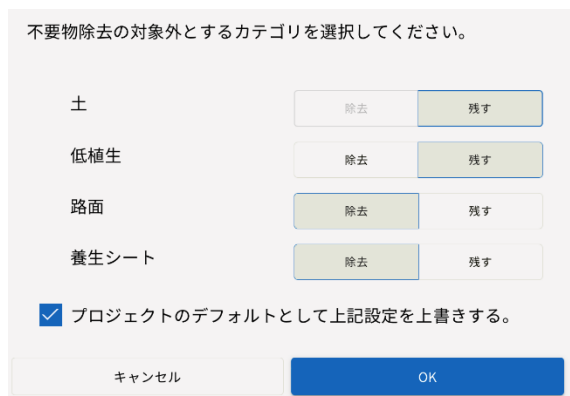 不要物除去の対象外とするカテゴリを選択してください。
土 除去 残す
低植生 除去 残す
路面 除去 残す
養生シート 除去 残す
プロジェクトのデフォルトとして上記設定を上書きする。
キャンセル OK